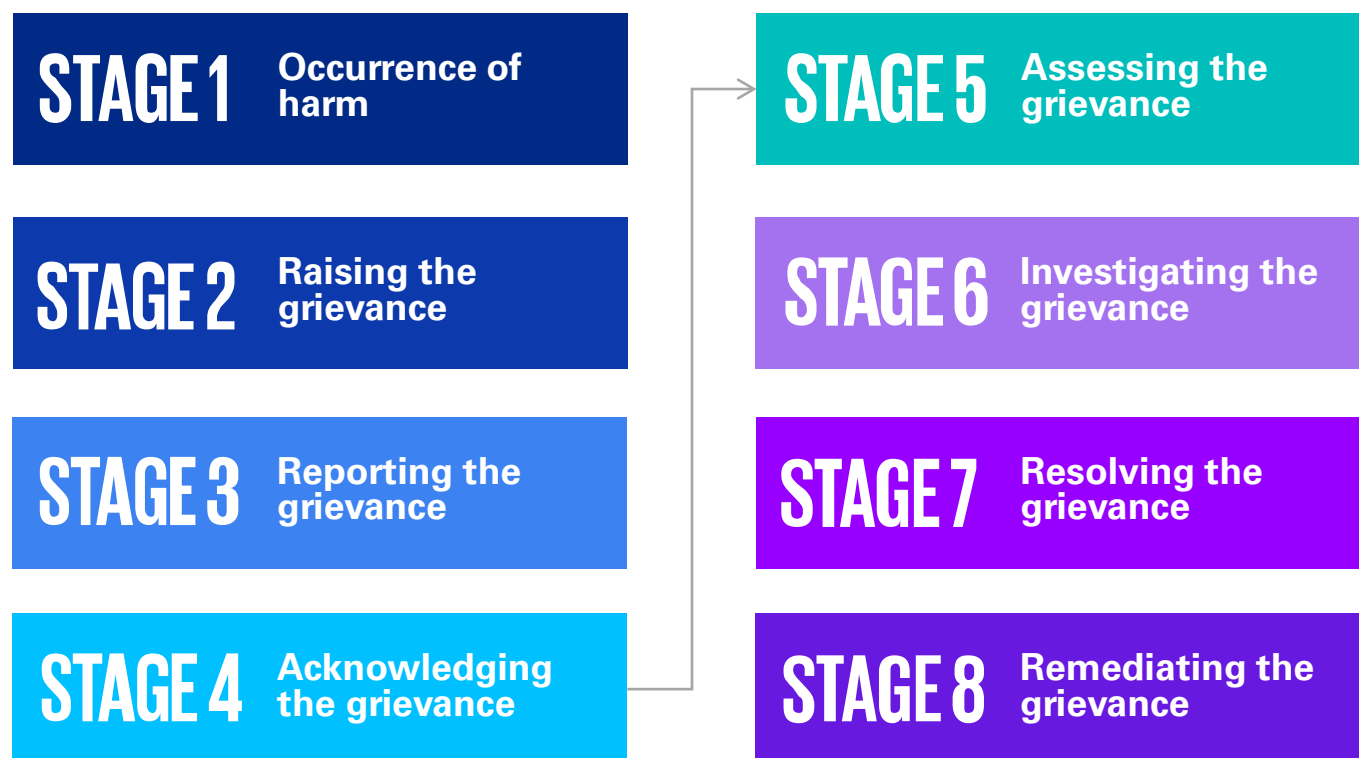 STAGE 1
Occurrence of
harm
STAGE 2
Raising the
grievance
STAGE 3
Reporting the
grievance
STAGE 4
Acknowledging
the grievance
STAGE 5
Assessing the
grievance
STAGE 6
Investigating the
grievance
STAGE 7
Resolving the
grievance
STAGE 8
Remediating the
grievance